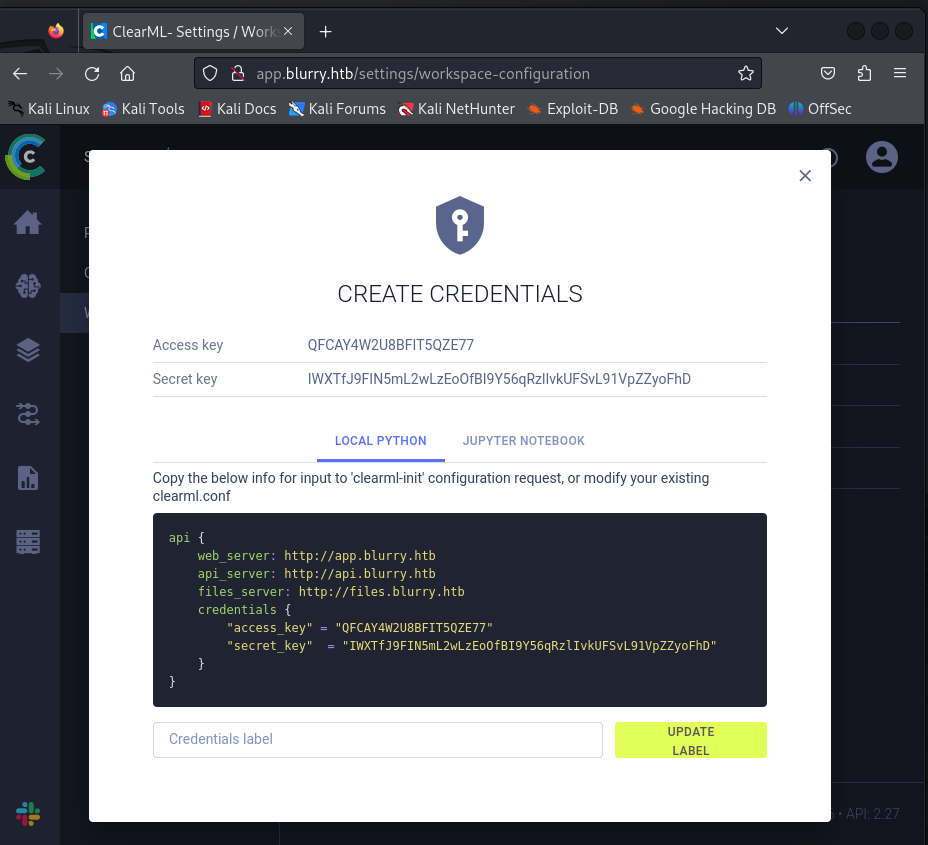 ClearML- Settings / Work
app.blurry.htb/settings/workspace-configuration
Kali Linux
Kali Tools
Kali Docs
Kali Forums
Kali NetHunter
Exploit-DB
Google Hacking DB
OffSec
CREATE CREDENTIALS
Access key QFCAY4W2U8BFIT5QZE77
Secret key IWXTfJ9FIN5mL2wLzEoOfBI9Y56qRzlIvkUFSvL91VpZZyoFhD
LOCAL PYTHON
JUPYTER NOTEBOOK
Copy the below info for input to 'clearml-init' configuration request, or modify your existing
clearml.conf
api {
web_server: http://app.blurry.htb
api_server: http://api.blurry.htb
files_server: http://files.blurry.htb
credentials {
"access_key" = "QFCAY4W2U8BFIT5QZE77"
"secret_key" = "IWXTfJ9FIN5mL2wLzEoOfBI9Y56qRzlIvkUFSvL91VpZZyoFhD"
}
}
Credentials label
UPDATE
LABEL
• API: 2.27